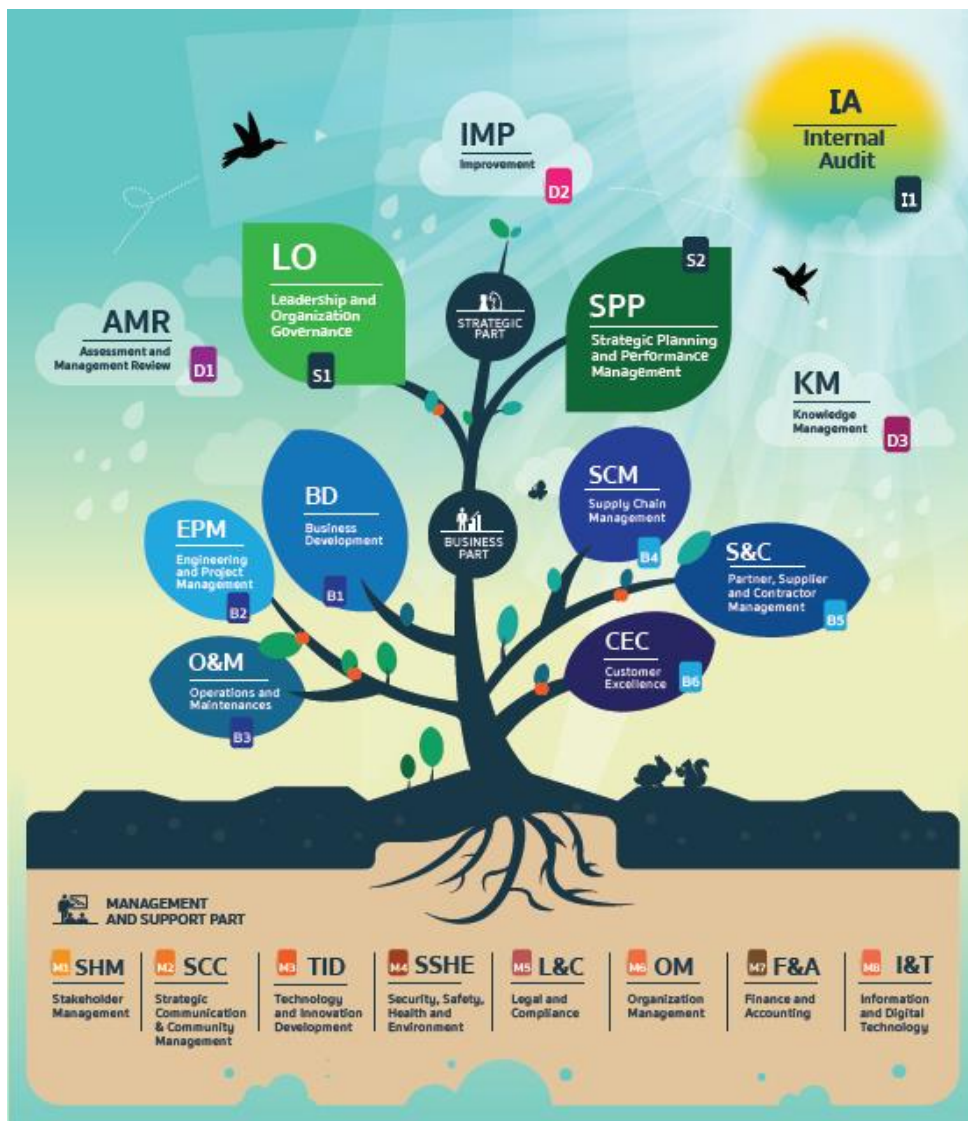 IA
Internal
Audit
I1
IMP
Improvement
D2
LO
Leadership and
Organization
Governance
S1
STRATEGIC
PART
S2
SPP
Strategic Planning
and Performance
Management
AMR
Assessment and
Management Review
D1
KM
Knowledge
Management
D3
BD
Business
Development
B1
SCM
Supply Chain
Management
B4
BUSINESS
PART
EPM
Engineering
and Project
Management
B2
S&C
Partner, Supplier
and Contractor
Management
B5
O&M
Operations and
Maintenances
B3
CEC
Customer
Excellence
B6
MANAGEMENT
AND SUPPORT PART
M1 SHM
Stakeholder
Management
M2 SCC
Strategic
Communication
& Community
Management
M3 TID
Technology
and Innovation
Development
M4 SSHE
Security, Safety,
Health and
Environment
M5 L&C
Legal and
Compliance
M6 OM
Organization
Management
M7 F&A
Finance and
Accounting
M8 I&T
Information
and Digital
Technology